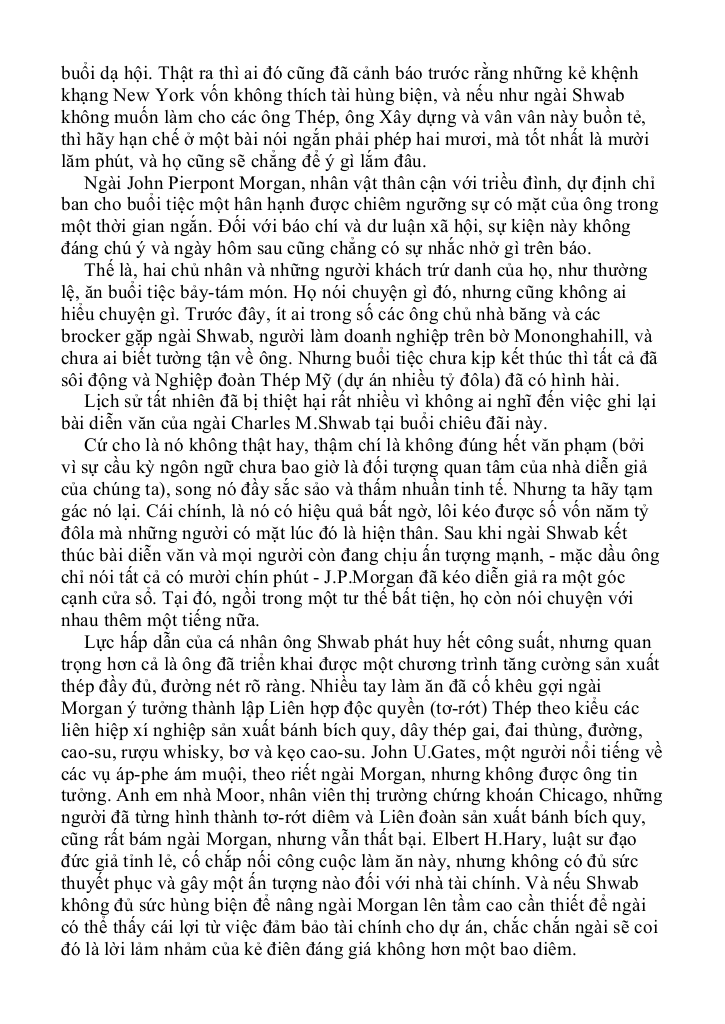 buổi dạ hội. Thật ra thì ai đó cũng đã cảnh báo trước rằng những kẻ khệnh
khạng New York vốn không thích tài hùng biện, và nếu như ngài Shwab
không muốn làm cho các ông Thép, ông Xây dựng và vân vân này buồn tẻ,
thì hãy hạn chế ở một bài nói ngắn phải phép hai mươi, mà tốt nhất là mười
lăm phút, và họ cũng sẽ chẳng để ý gì lắm đâu.
Ngài John Pierpont Morgan, nhân vật thân cận với triều đình, dự định chỉ
ban cho buổi tiệc một hân hạnh được chiêm ngưỡng sự có mặt của ông trong
một thời gian ngắn. Đối với báo chí và dư luận xã hội, sự kiện này không
đáng chú ý và ngày hôm sau cũng chẳng có sự nhắc nhở gì trên báo.
Thế là, hai chủ nhân và những người khách trứ danh của họ, như thường
lệ, ăn buổi tiệc bảy-tám món. Họ nói chuyện gì đó, nhưng cũng không ai
hiểu chuyện gì. Trước đây, ít ai trong số các ông chủ nhà băng và các
brocker gặp ngài Shwab, người làm doanh nghiệp trên bờ Mononghahill, và
chưa ai biết tường tận về ông. Nhưng buổi tiệc chưa kịp kết thúc thì tất cả đã
sôi động và Nghiệp đoàn Thép Mỹ (dự án nhiều tỷ đôla) đã có hình hài.
Lịch sử tất nhiên đã bị thiệt hại rất nhiều vì không ai nghĩ đến việc ghi lại
bài diễn văn của ngài Charles M.Shwab tại buổi chiêu đãi này.
Cứ cho là nó không thật hay, thậm chí là không đúng hết văn phạm (bởi
vì sự cầu kỳ ngôn ngữ chưa bao giờ là đối tượng quan tâm của nhà diễn giả
của chúng ta), song nó đầy sắc sảo và thấm nhuần tinh tế. Nhưng ta hãy tạm
gác nó lại. Cái chính, là nó có hiệu quả bất ngờ, lôi kéo được số vốn năm tỷ
đôla mà những người có mặt lúc đó là hiện thân. Sau khi ngài Shwab kết
thúc bài diễn văn và mọi người còn đang chịu ấn tượng mạnh, - mặc dầu ông
chỉ nói tất cả có mười chín phút - J.P.Morgan đã kéo diễn giả ra một góc
cạnh cửa sổ. Tại đó, ngồi trong một tư thế bất tiện, họ còn nói chuyện với
nhau thêm một tiếng nữa.
Lực hấp dẫn của cá nhân ông Shwab phát huy hết công suất, nhưng quan
trọng hơn cả là ông đã triển khai được một chương trình tăng cường sản xuất
thép đầy đủ, đường nét rõ ràng. Nhiều tay làm ăn đã cố khêu gợi ngài
Morgan ý tưởng thành lập Liên hợp độc quyền (tơ-rớt) Thép theo kiểu các
liên hiệp xí nghiệp sản xuất bánh bích quy, dây thép gai, đai thùng, đường,
cao-su, rượu whisky, bơ và kẹo cao-su. John U.Gates, một người nổi tiếng về
các vụ áp-phe ám muội, theo riết ngài Morgan, nhưng không được ông tin
tưởng. Anh em nhà Moor, nhân viên thị trường chứng khoán Chicago, những
người đã từng hình thành tơ-rớt diêm và Liên đoàn sản xuất bánh bích quy,
cũng rất bám ngài Morgan, nhưng vẫn thất bại. Elbert H.Hary, luật sư đạo
đức giả tỉnh lẻ, cố chắp nối công cuộc làm ăn này, nhưng không có đủ sức
thuyết phục và gây một ấn tượng nào đối với nhà tài chính. Và nếu Shwab
không đủ sức hùng biện để nâng ngài Morgan lên tầm cao cần thiết để ngài
có thể thấy cái lợi từ việc đảm bảo tài chính cho dự án, chắc chắn ngài sẽ coi
đó là lời lảm nhảm của kẻ điên đáng giá không hơn một bao diêm.